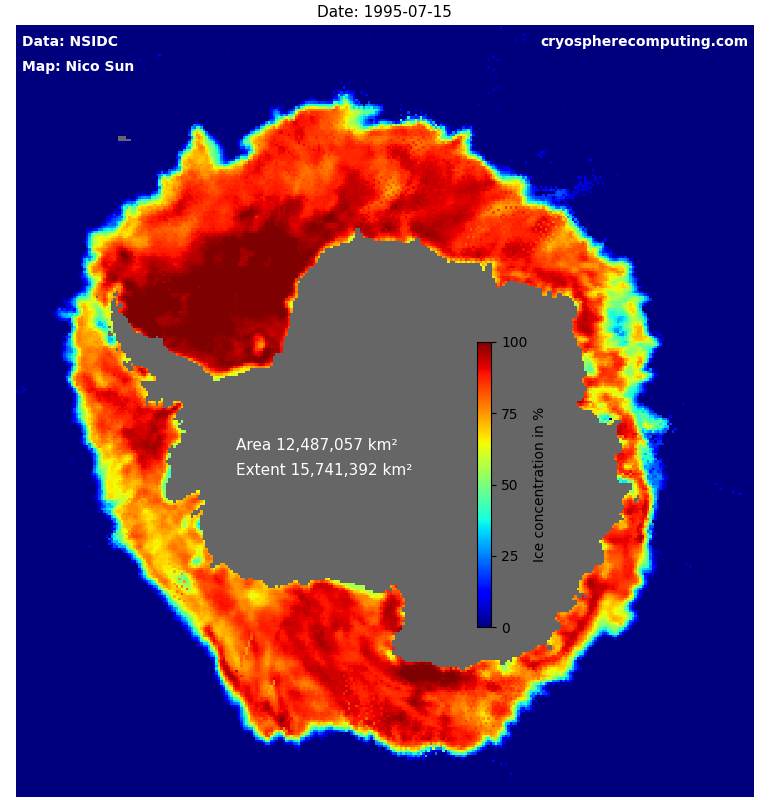 Date: 1995-07-15
Data: NSIDC
cryospherecomputing.com
Map: Nico Sun
100
75
50
25
0
Ice concentration in %
Area 12,487,057 km²
Extent 15,741,392 km²